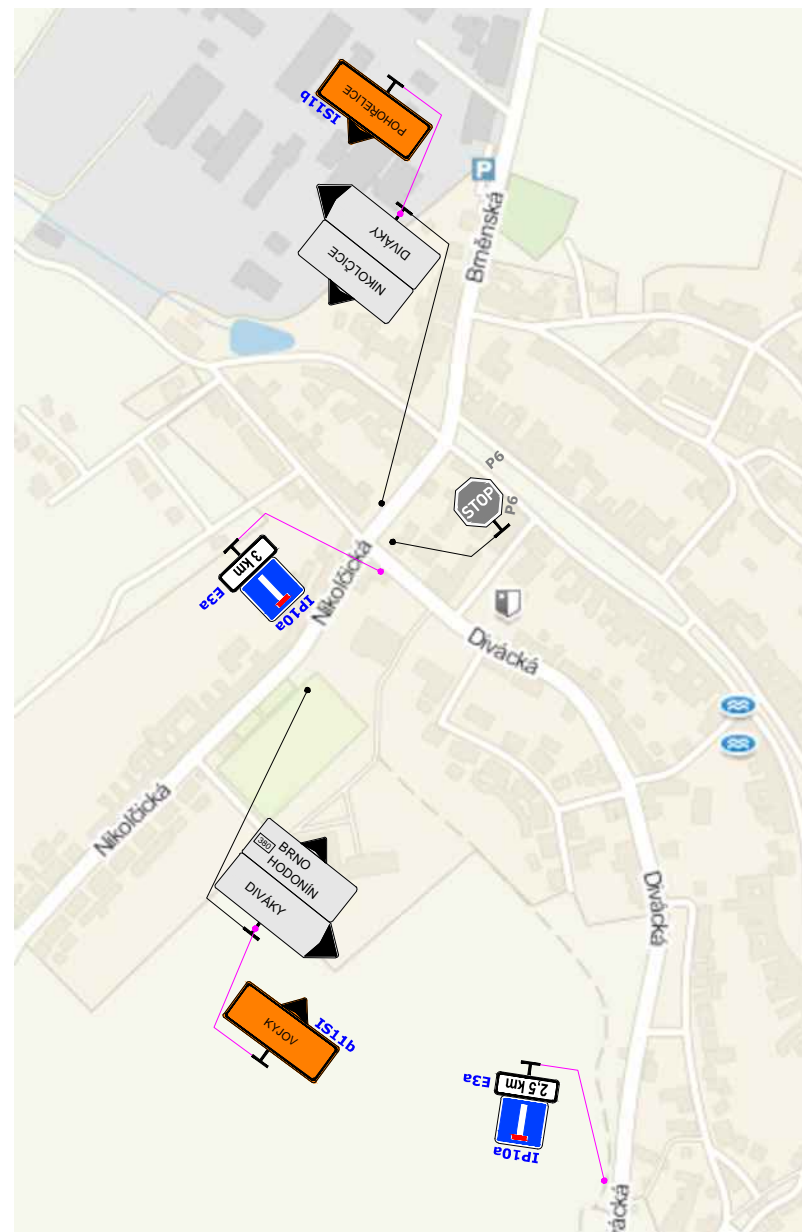 POHOŘELICE
IS11b
P
Brněnská
DIVÁKY
NIKOLČICE
P6
STOP
P6
Nikolčická
3 km
E3a
IP10a
Divácká
Nikolčická
380
BRNO
HODONÍN
DIVÁKY
Divácká
KYJOV
IS11b
2,5 km
E3a
IP10a
ácká